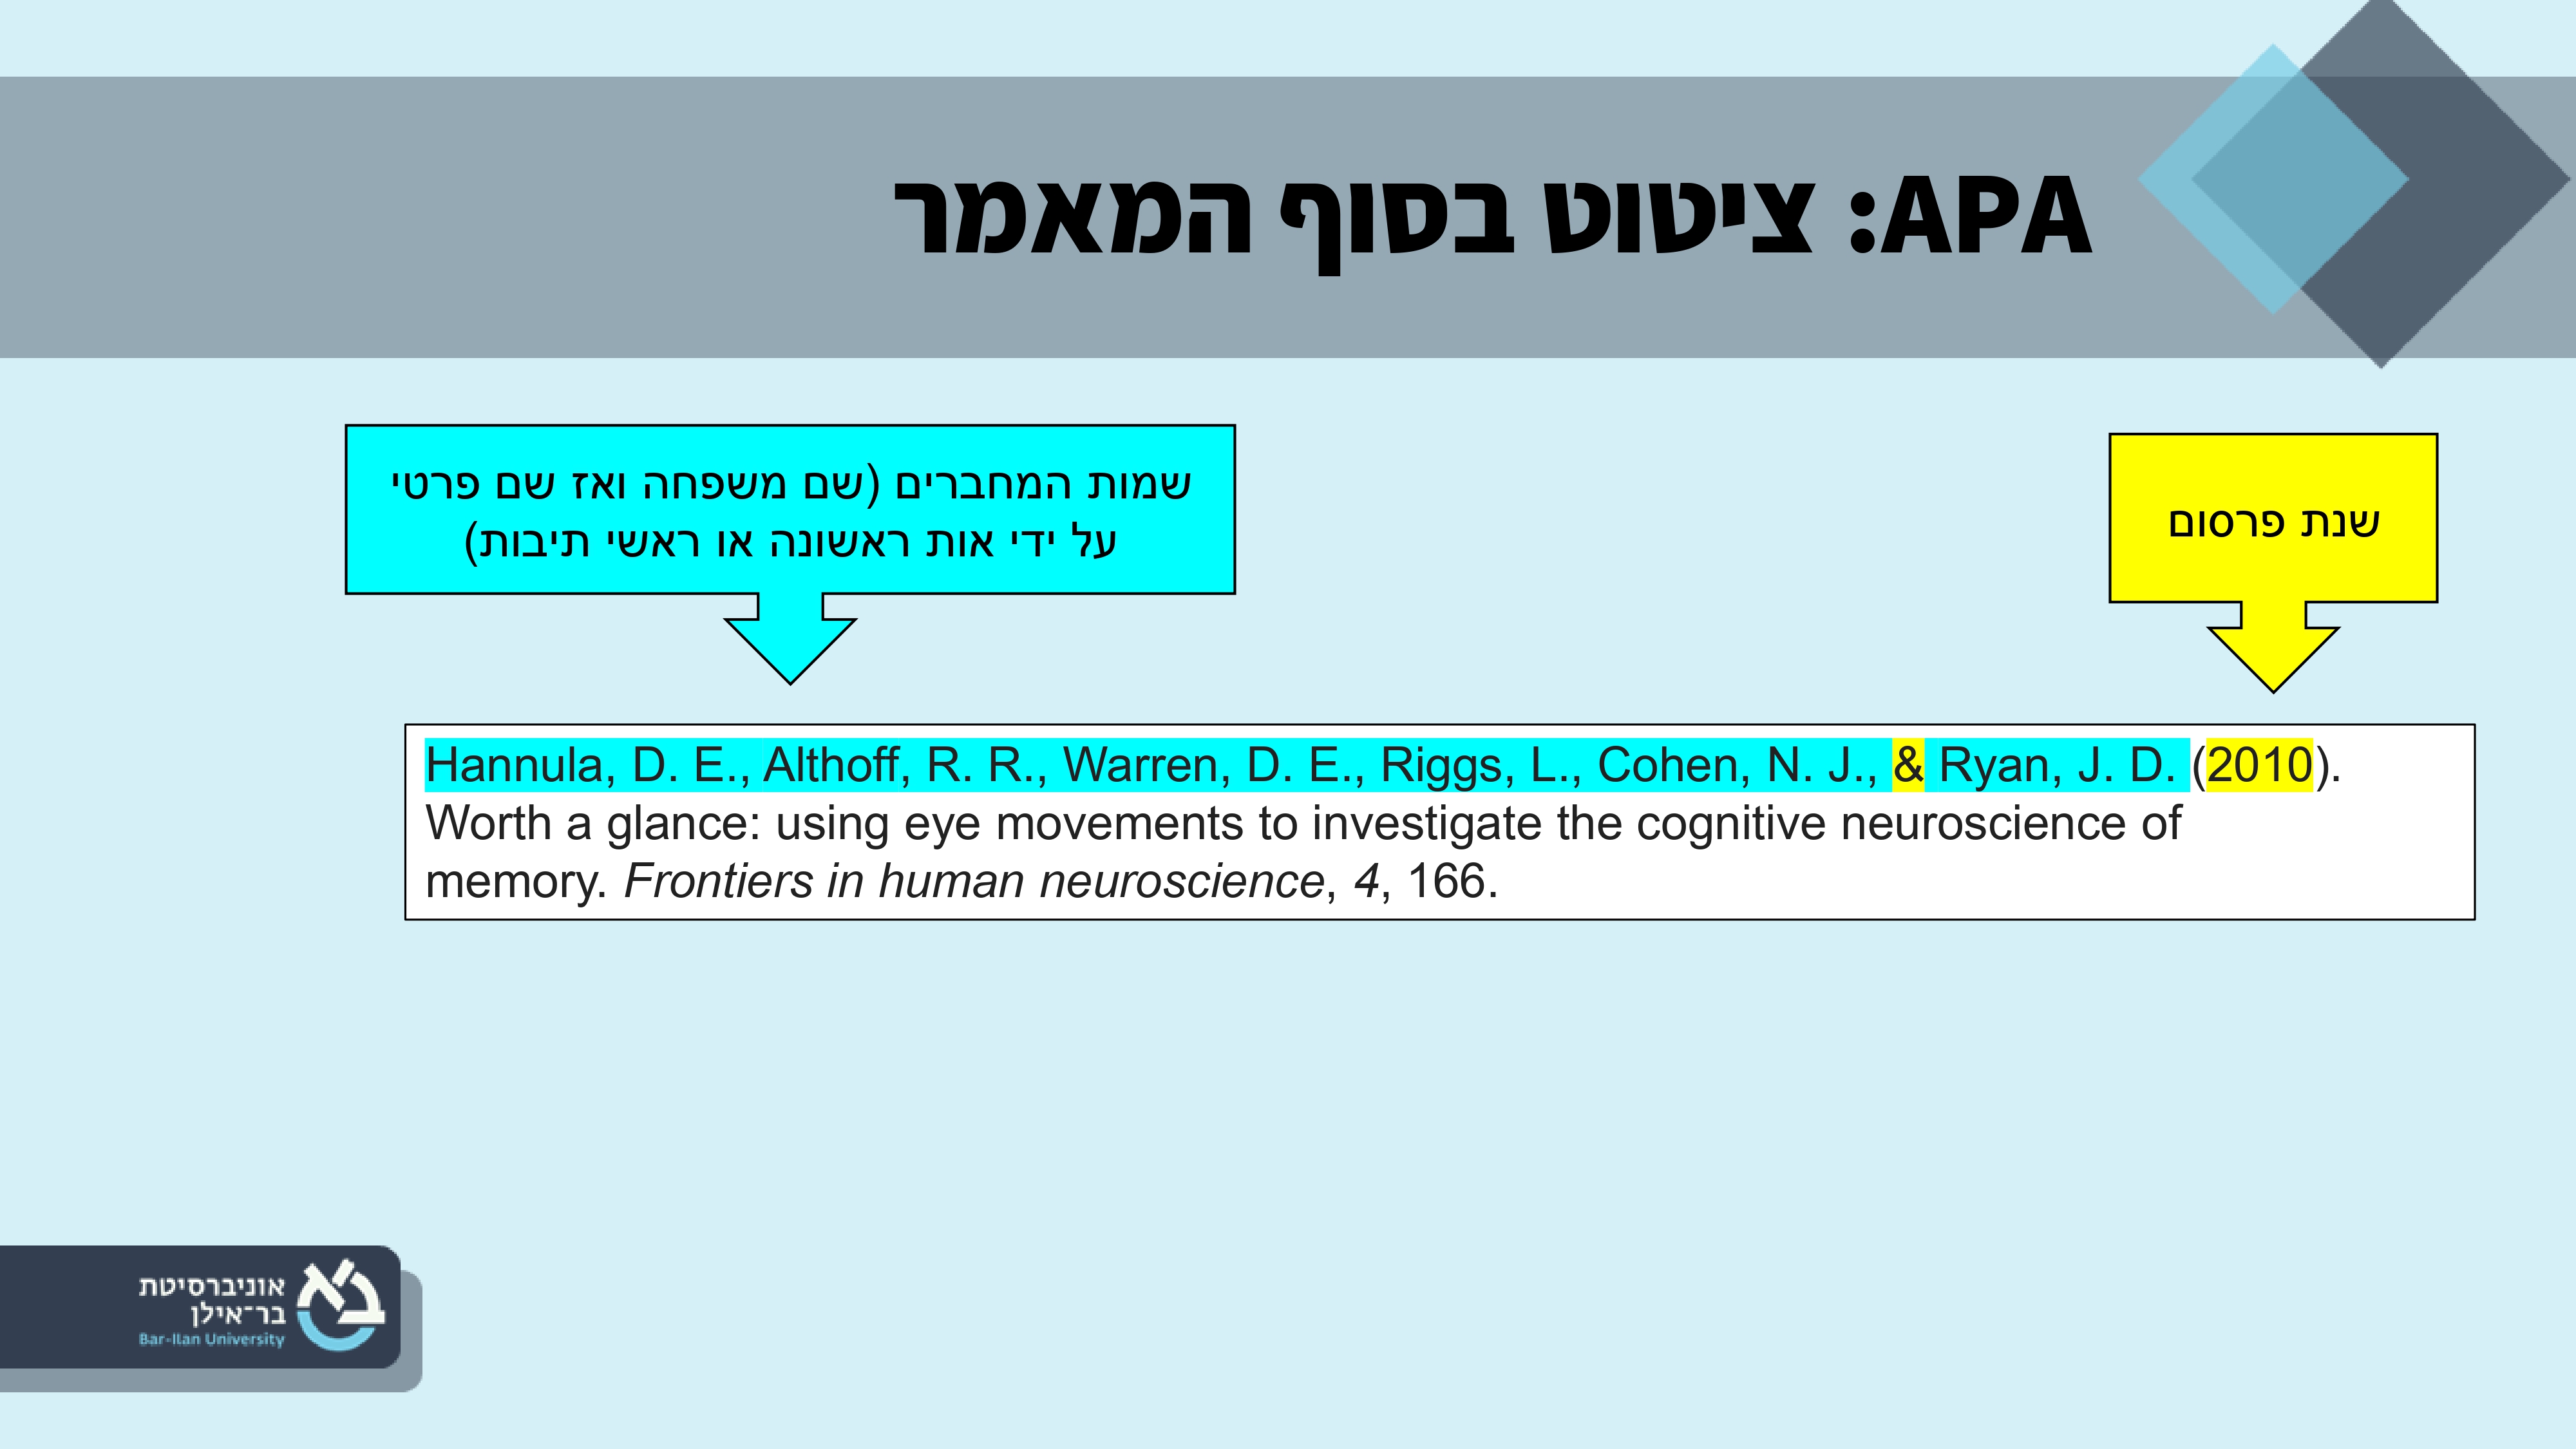 APA: ציטוט בסוף המאמר
שמות המחברים (שם משפחה ואז שם פרטי
על ידי אות ראשונה או ראשי תיבות)
שנת פרסום
Hannula, D. E., Althoff, R. R., Warren, D. E., Riggs, L., Cohen, N. J., & Ryan, J. D. (2010).
Worth a glance: using eye movements to investigate the cognitive neuroscience of
memory. Frontiers in human neuroscience, 4, 166.
אוניברסיטת
בר-אילן
Bar-Ilan University